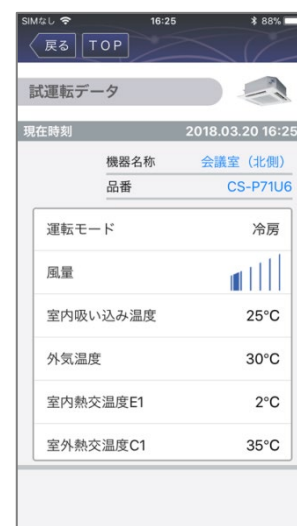 SIMなし 16:25 88%
戻る TOP
試運転データ
現在時刻 2018.03.20 16:25
機器名称 会議室（北側）
品番 CS-P71U6
運転モード 冷房
風量
室内吸い込み温度 25°C
外気温度 30°C
室内熱交温度E1 2°C
室外熱交温度C1 35°C